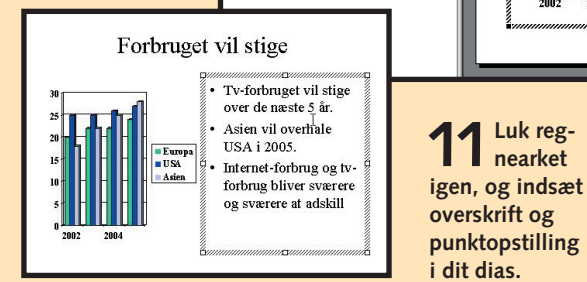 2002
Forbruget vil stige
30
25
20
15
10
5
0
2002 2004
Europa
USA
Asien
• Tv-forbruget vil stige
over de næste 5 år.
• Asien vil overhale
USA i 2005.
• Internet-forbrug og tv-
forbrug bliver sværere
og sværere at adskill
11 Luk reg-
nearket
igen, og indsæt
overskrift og
punktopstilling
i dit dias.